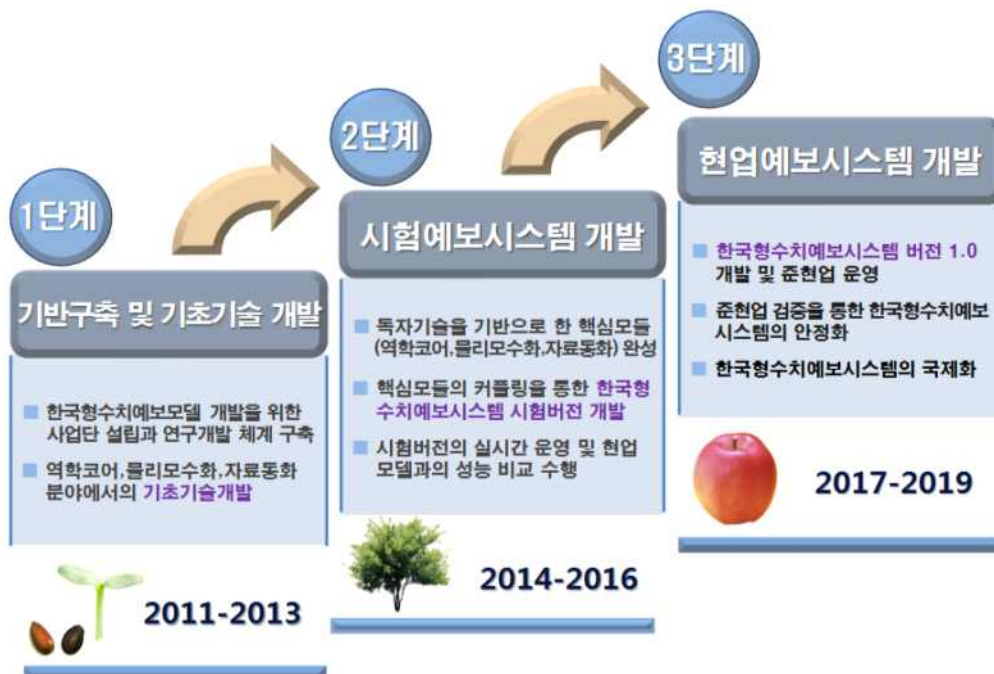 1단계
기반구축 및 기초기술 개발
한국형수치예보모델 개발을 위한
사업단 설립과 연구개발 체계 구축
역학코어,물리모수화,자료동화
분야에서의 기초기술개발
2011-2013
2단계
시험예보시스템 개발
독자기술을 기반으로 한 핵심모듈
(역학코어,물리모수화,자료동화) 완성
핵심모듈의 커플링을 통한 한국형
수치예보시스템 시험버전 개발
시험버전의 실시간 운영 및 현업
모델과의 성능 비교 수행
2014-2016
3단계
현업예보시스템 개발
한국형수치예보시스템 버전 1.0
개발 및 준현업 운영
준현업 검증을 통한 한국형수치예보
시스템의 안정화
한국형수치예보시스템의 국제화
2017-2019